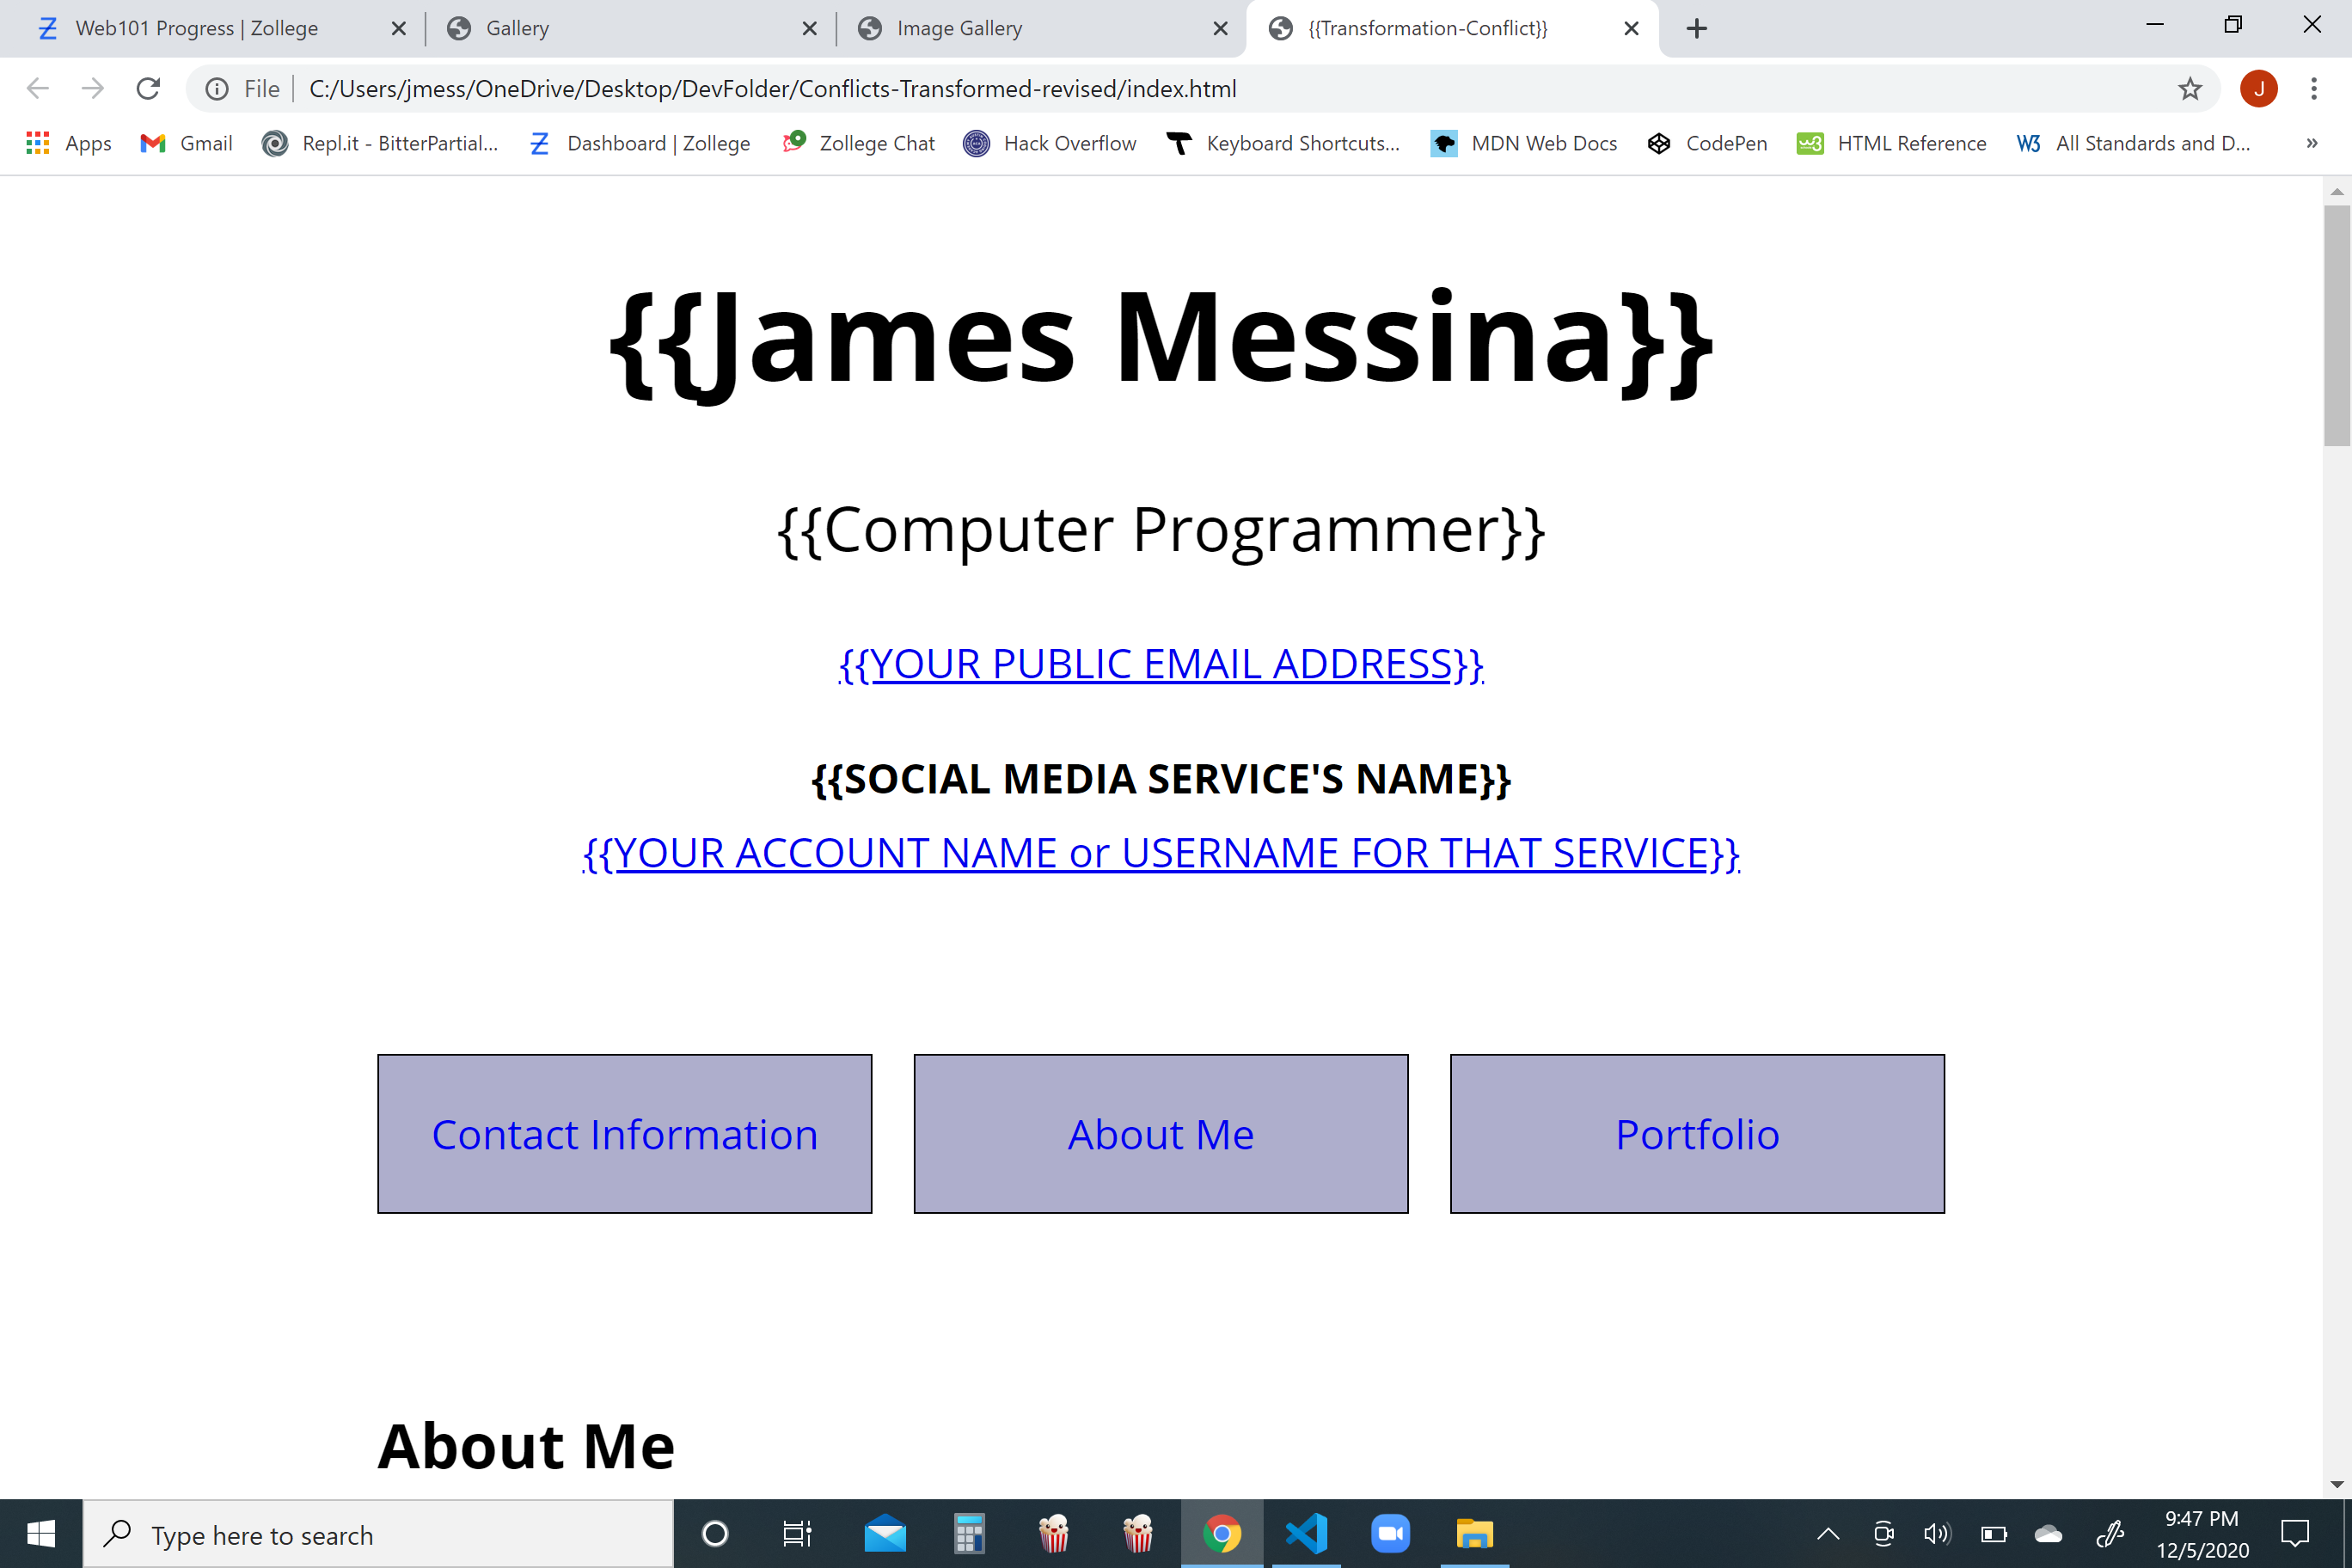 Web101 Progress | Zollege
Gallery
Image Gallery
{{Transformation-Conflict}}
File
C:/Users/jmess/OneDrive/Desktop/DevFolder/Conflicts-Transformed-revised/index.html
J
Apps
Gmail
Repl.it - BitterPartial...
Dashboard | Zollege
Zollege Chat
Hack Overflow
Keyboard Shortcuts...
MDN Web Docs
CodePen
HTML Reference
All Standards and D...
»
{{James Messina}}
{{Computer Programmer}}
{{YOUR PUBLIC EMAIL ADDRESS}}
{{SOCIAL MEDIA SERVICE'S NAME}}
{{YOUR ACCOUNT NAME or USERNAME FOR THAT SERVICE}}
Contact Information
About Me
Portfolio
About Me
Type here to search
9:47 PM
12/5/2020